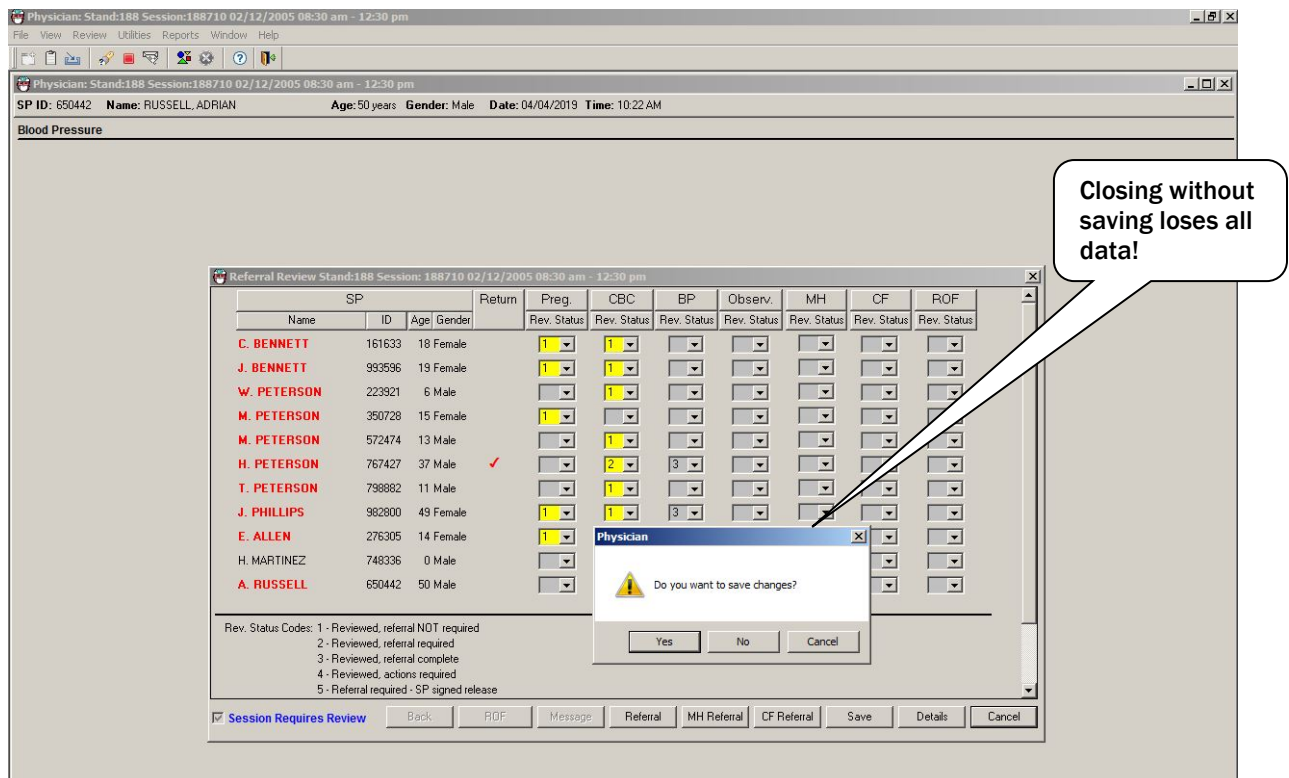 Physician: Stand:188 Session:188710 02/12/2005 08:30 am - 12:30 pm
File View Review Utilities Reports Window Help
Physician: Stand:188 Session:188710 02/12/2005 08:30 am - 12:30 pm
SP ID: 650442 Name: RUSSELL, ADRIAN Age: 50 years Gender: Male Date: 04/04/2019 Time: 10:22 AM
Blood Pressure
Closing without
saving loses all
data!
Referral Review Stand:188 Session: 188710 02/12/2005 08:30 am - 12:30 pm
SP Return Preg. CBC BP Observ. MH CF ROF
Name ID Age Gender Rev. Status Rev. Status Rev. Status Rev. Status Rev. Status Rev. Status Rev. Status
C. BENNETT 161633 18 Female 1 1
J. BENNETT 993596 19 Female 1 1
W. PETERSON 223921 6 Male 1
M. PETERSON 350728 15 Female 1
M. PETERSON 572474 13 Male 1
H. PETERSON 767427 37 Male ✓ 2 3
T. PETERSON 798882 11 Male 1
J. PHILLIPS 982800 49 Female 1 1 3
E. ALLEN 276305 14 Female 1
H. MARTINEZ 748336 0 Male
A. RUSSELL 650442 50 Male
Physician
Do you want to save changes?
Yes No Cancel
Rev. Status Codes: 1 - Reviewed, referral NOT required
2 - Reviewed, referral required
3 - Reviewed, referral complete
4 - Reviewed, actions required
5 - Referral required - SP signed release
Session Requires Review Back ROF Message Referral MH Referral CF Referral Save Details Cancel